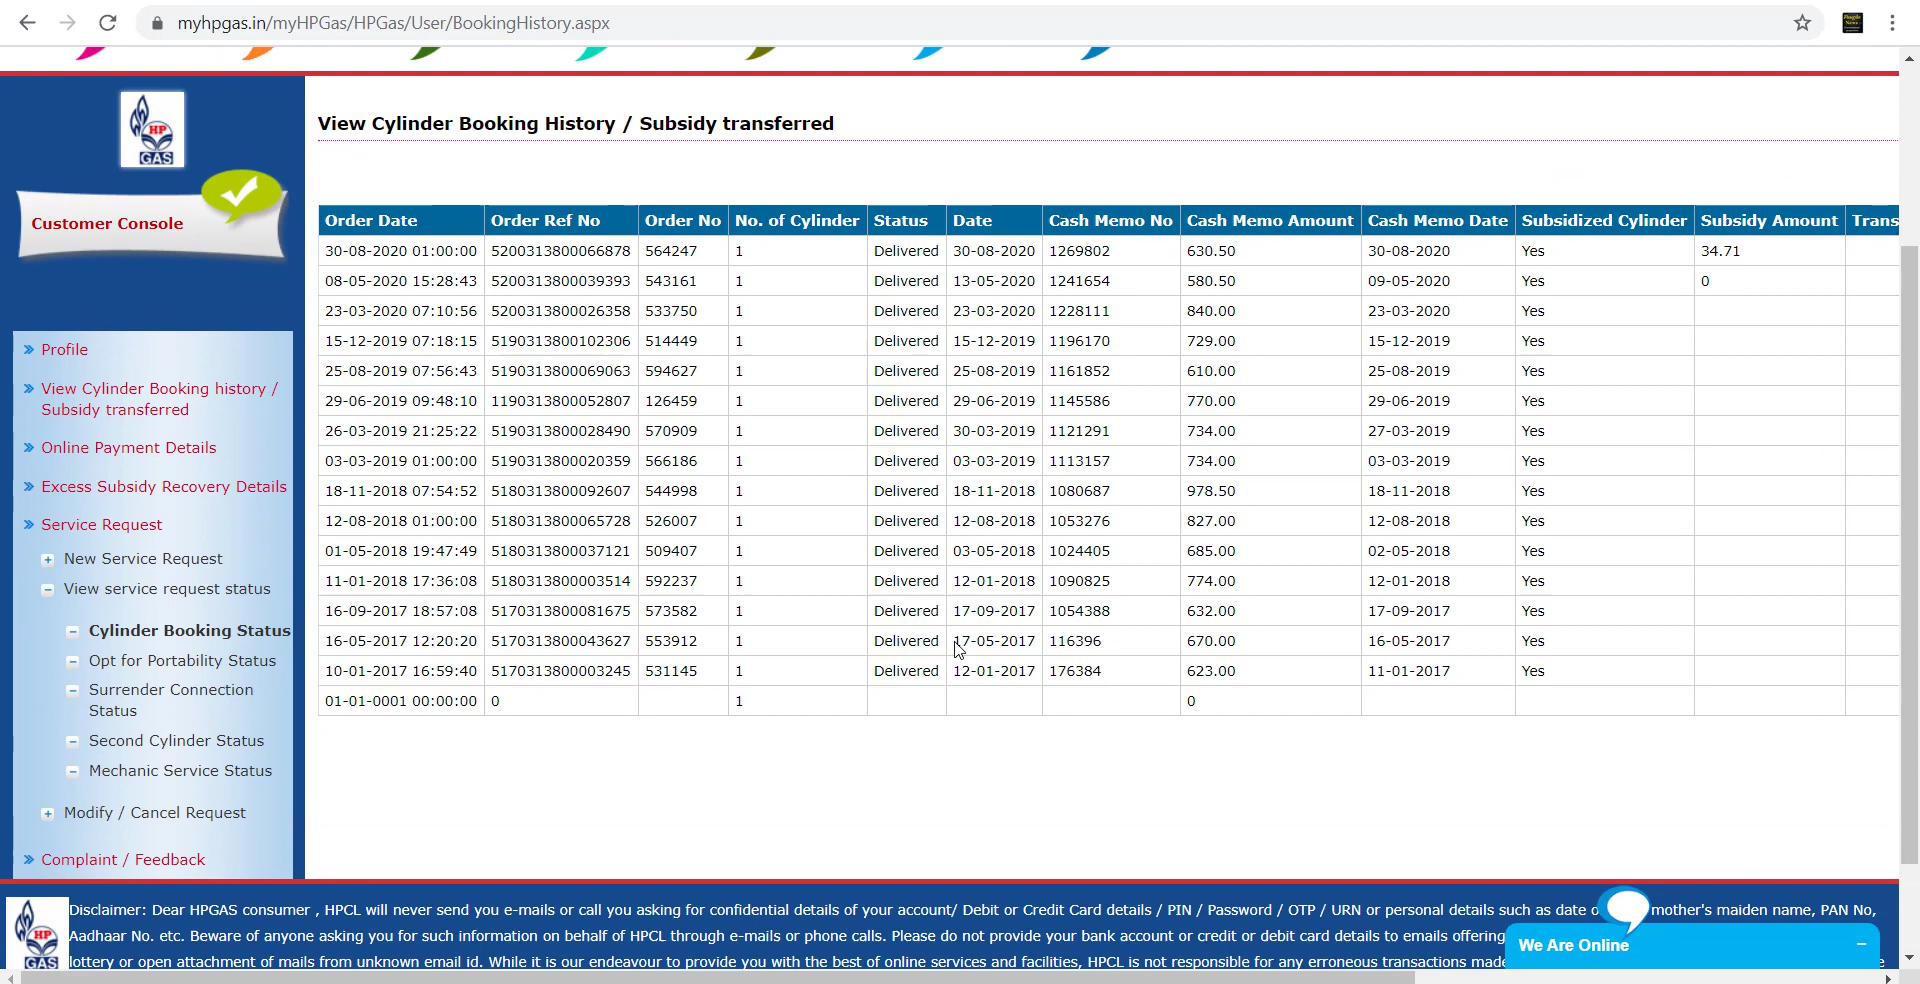 myhpgas.in/myHPGas/HPGas/User/BookingHistory.aspx
HP
GAS
Customer Console
Profile
View Cylinder Booking history /
Subsidy transferred
Online Payment Details
Excess Subsidy Recovery Details
Service Request
New Service Request
View service request status
Cylinder Booking Status
Opt for Portability Status
Surrender Connection
Status
Second Cylinder Status
Mechanic Service Status
Modify / Cancel Request
Complaint / Feedback
View Cylinder Booking History / Subsidy transferred
Order Date Order Ref No Order No No. of Cylinder Status Date Cash Memo No Cash Memo Amount Cash Memo Date Subsidized Cylinder Subsidy Amount Trans
30-08-2020 01:00:00 5200313800066878 564247 1 Delivered 30-08-2020 1269802 630.50 30-08-2020 Yes 34.71
08-05-2020 15:28:43 5200313800039393 543161 1 Delivered 13-05-2020 1241654 580.50 09-05-2020 Yes 0
23-03-2020 07:10:56 5200313800026358 533750 1 Delivered 23-03-2020 1228111 840.00 23-03-2020 Yes
15-12-2019 07:18:15 5190313800102306 514449 1 Delivered 15-12-2019 1196170 729.00 15-12-2019 Yes
25-08-2019 07:56:43 5190313800069063 594627 1 Delivered 25-08-2019 1161852 610.00 25-08-2019 Yes
29-06-2019 09:48:10 1190313800052807 126459 1 Delivered 29-06-2019 1145586 770.00 29-06-2019 Yes
26-03-2019 21:25:22 5190313800028490 570909 1 Delivered 30-03-2019 1121291 734.00 27-03-2019 Yes
03-03-2019 01:00:00 5190313800020359 566186 1 Delivered 03-03-2019 1113157 734.00 03-03-2019 Yes
18-11-2018 07:54:52 5180313800092607 544998 1 Delivered 18-11-2018 1080687 978.50 18-11-2018 Yes
12-08-2018 01:00:00 5180313800065728 526007 1 Delivered 12-08-2018 1053276 827.00 12-08-2018 Yes
01-05-2018 19:47:49 5180313800037121 509407 1 Delivered 03-05-2018 1024405 685.00 02-05-2018 Yes
11-01-2018 17:36:08 5180313800003514 592237 1 Delivered 12-01-2018 1090825 774.00 12-01-2018 Yes
16-09-2017 18:57:08 5170313800081675 573582 1 Delivered 17-09-2017 1054388 632.00 17-09-2017 Yes
16-05-2017 12:20:20 5170313800043627 553912 1 Delivered 17-05-2017 116396 670.00 16-05-2017 Yes
10-01-2017 16:59:40 5170313800003245 531145 1 Delivered 12-01-2017 176384 623.00 11-01-2017 Yes
01-01-0001 00:00:00 0 1 0
HP
GAS
Disclaimer: Dear HPGAS consumer , HPCL will never send you e-mails or call you asking for confidential details of your account/ Debit or Credit Card details / PIN / Password / OTP / URN or personal details such as date o mother's maiden name, PAN No,
Aadhaar No. etc. Beware of anyone asking you for such information on behalf of HPCL through e-mails or phone calls. Please do not provide your bank account or credit or debit card details to emails offering
lottery or open attachment of mails from unknown email id. While it is our endeavour to provide you with the best of online services and facilities, HPCL is not responsible for any erroneous transactions made
We Are Online